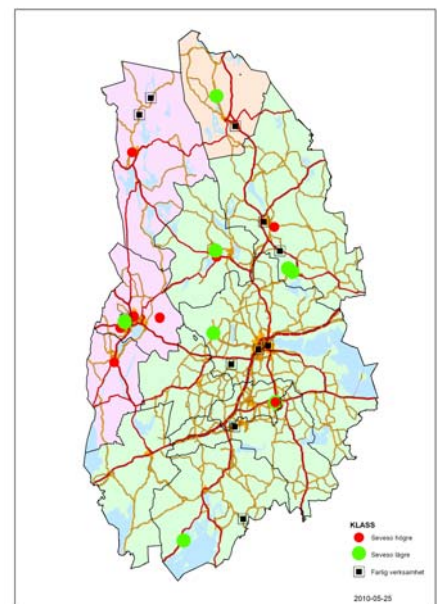 KLASS
Seveso högre
Seveso lägre
Farlig verksamhet
2010-05-25